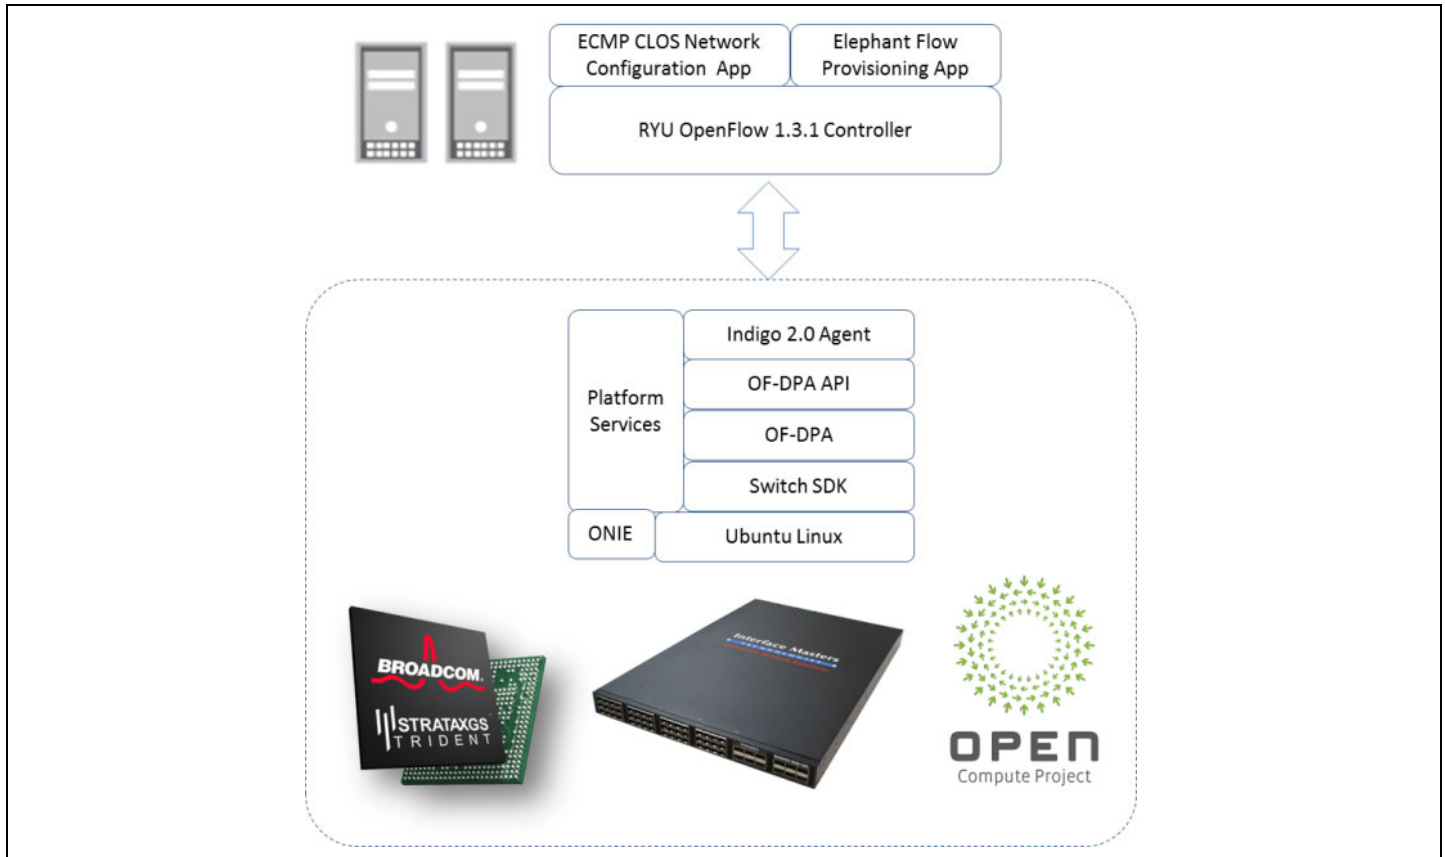 ECMP CLOS Network
Configuration App
Elephant Flow
Provisioning App
RYU OpenFlow 1.3.1 Controller
Platform
Services
Indigo 2.0 Agent
OF-DPA API
OF-DPA
Switch SDK
ONIE
Ubuntu Linux
BROADCOM.
STRATAXGS
TRIDENT
Interface Masters
TECHNOLOGIES
OPEN
Compute Project